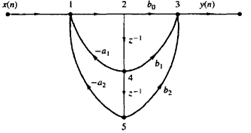 x(n) 1 2 b₀ 3 y(n)
z⁻¹
-a₁ b₁
4
-a₂ z⁻¹ b₂
5